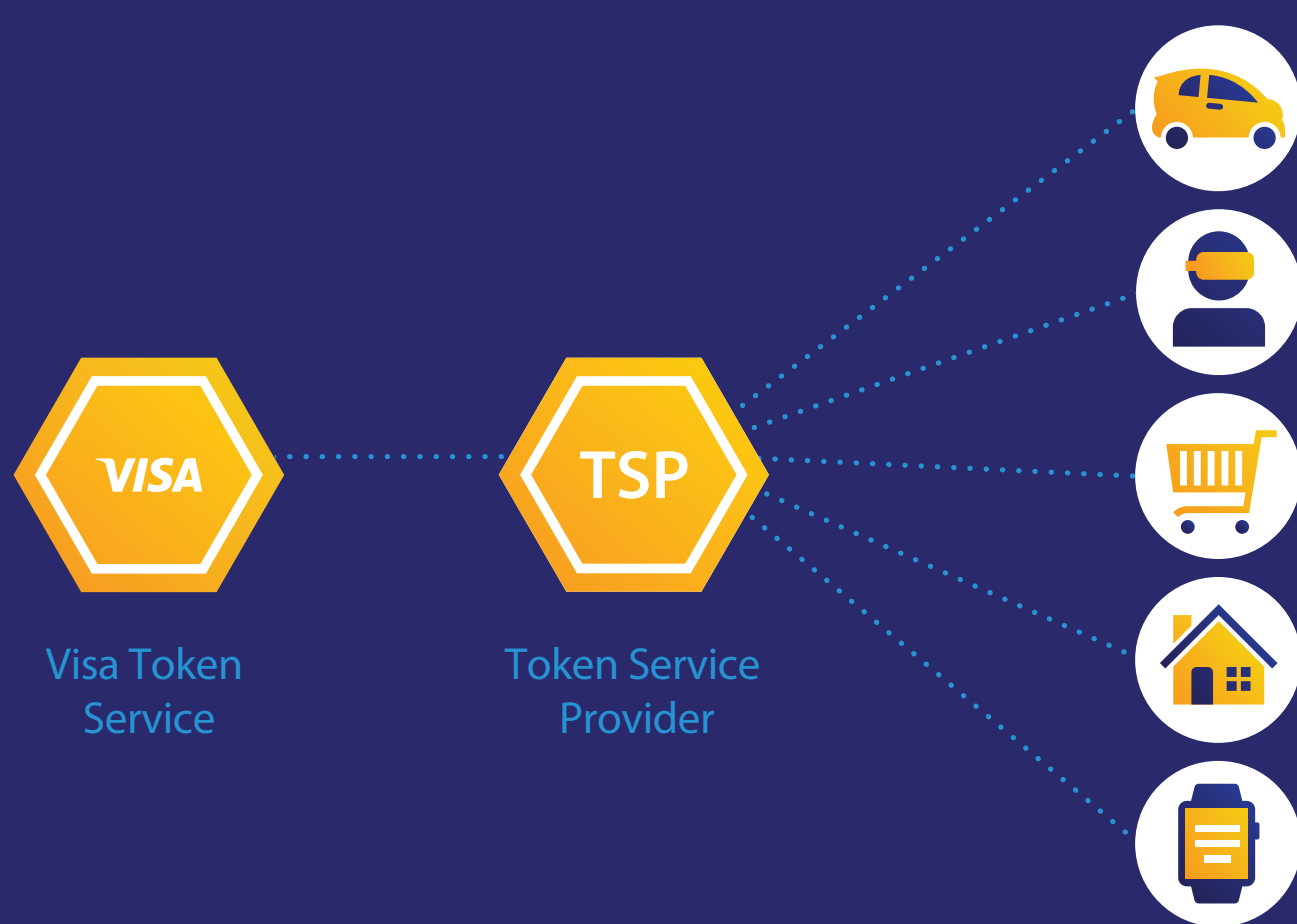 VISA
TSP
Visa Token
Service
Token Service
Provider